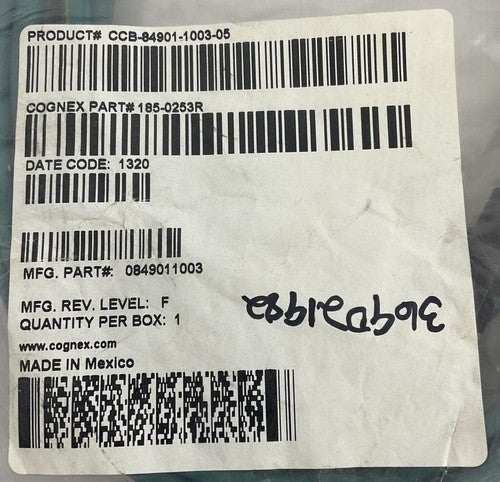 PRODUCT# CCB-84901-1003-05
COGNEX PART# 185-0253R
DATE CODE: 1320
MFG. PART#: 0849011003
MFG. REV. LEVEL: F
QUANTITY PER BOX: 1
www.cognex.com
MADE IN Mexico